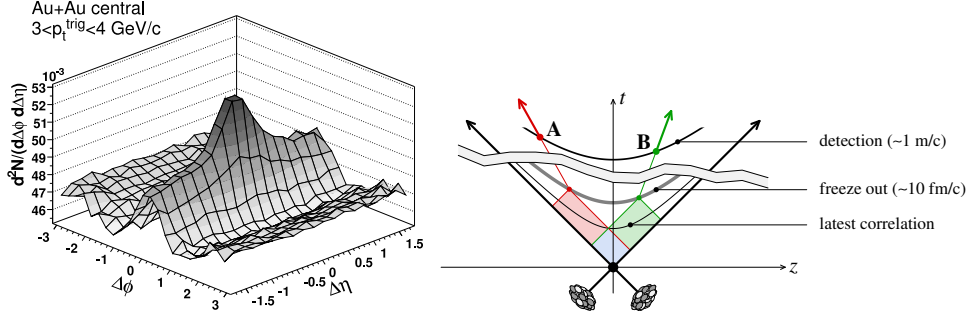 Au+Au central
3<p_t^trig<4 GeV/c
d²N/(dΔϕ dΔη)
10⁻³
53
52
51
50
49
48
47
46
-3
-2
-1
0
1
2
3
Δϕ
-1.5
-1
-0.5
0
0.5
1
1.5
Δη
t
A
B
detection (~1 m/c)
freeze out (~10 fm/c)
latest correlation
z